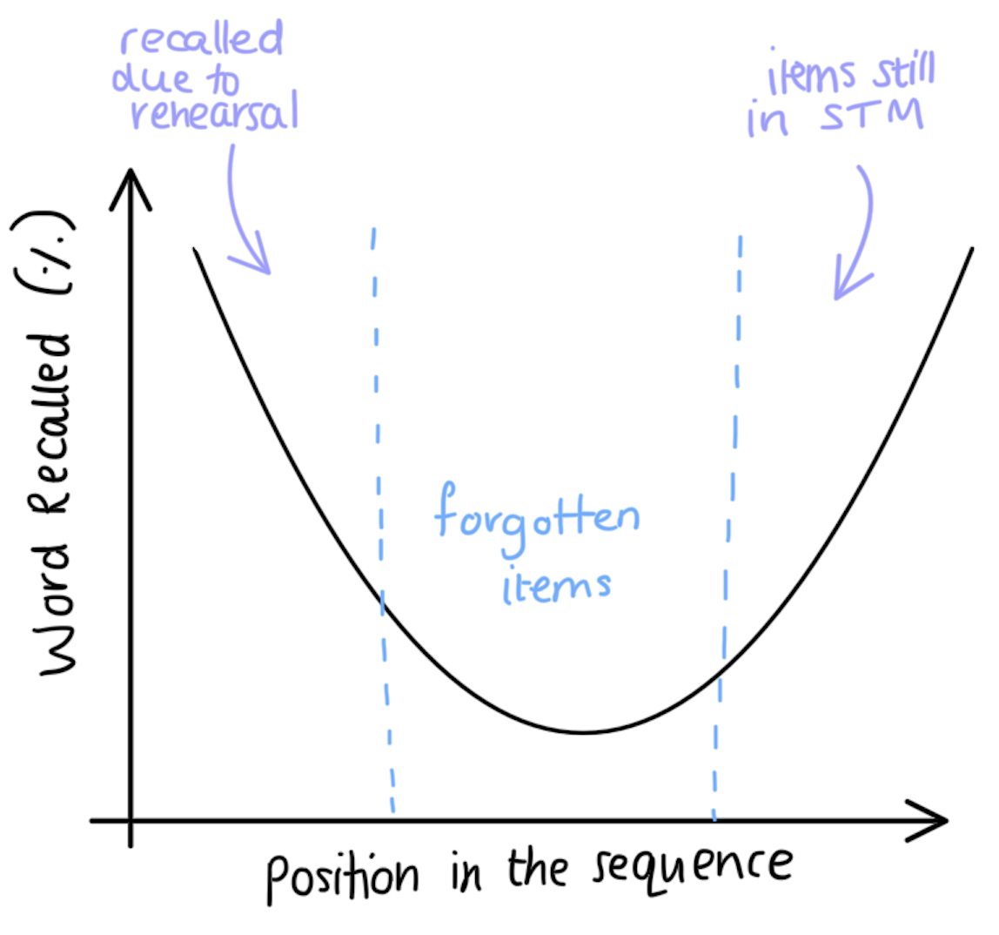 recalled
due to
rehearsal
items still
in STM
Word Recalled (%)
forgotten
items
Position in the sequence